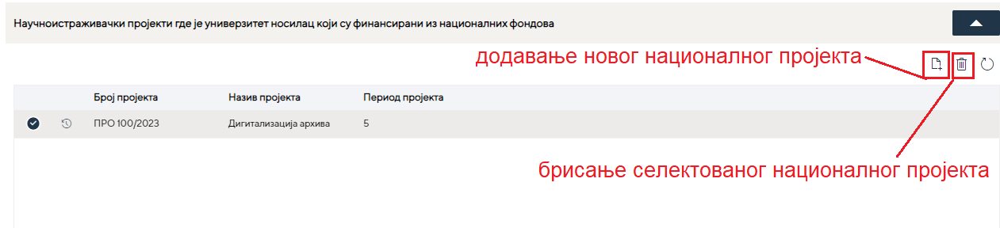 Научноистраживачки пројекти где је универзитет носилац који су финансирани из националних фондова
додавање новог националног пројекта
Број пројекта Назив пројекта Период пројекта
ПРО 100/2023 Дигитализација архива 5
брисање селектованог националног пројекта